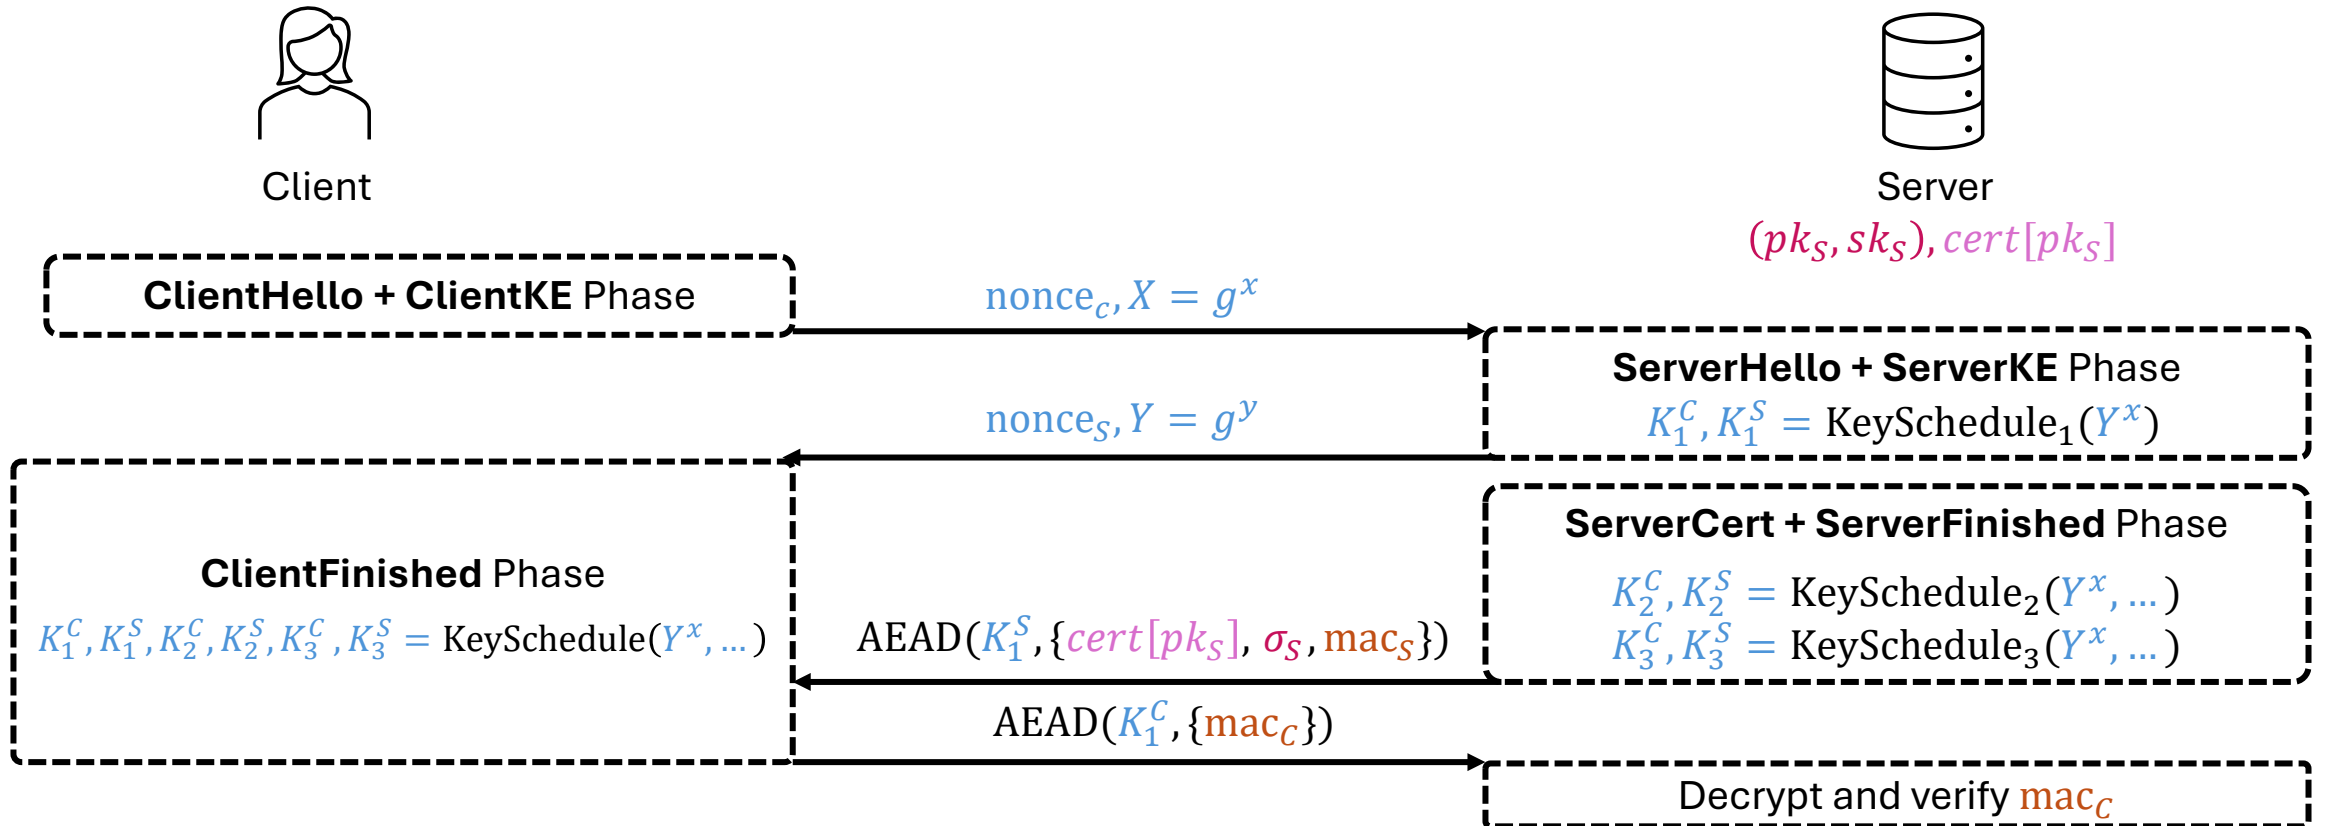 Client
Server
(pk_S, sk_S), cert[pk_S]
ClientHello + ClientKE Phase
nonce_c, X = g^x
ServerHello + ServerKE Phase
K_1^C, K_1^S = KeySchedule_1(Y^x)
nonce_S, Y = g^y
ServerCert + ServerFinished Phase
K_2^C, K_2^S = KeySchedule_2(Y^x, …)
K_3^C, K_3^S = KeySchedule_3(Y^x, …)
ClientFinished Phase
K_1^C, K_1^S, K_2^C, K_2^S, K_3^C, K_3^S = KeySchedule(Y^x, …)
AEAD(K_1^S, {cert[pk_S], σ_S, mac_S})
AEAD(K_1^C, {mac_C})
Decrypt and verify mac_C